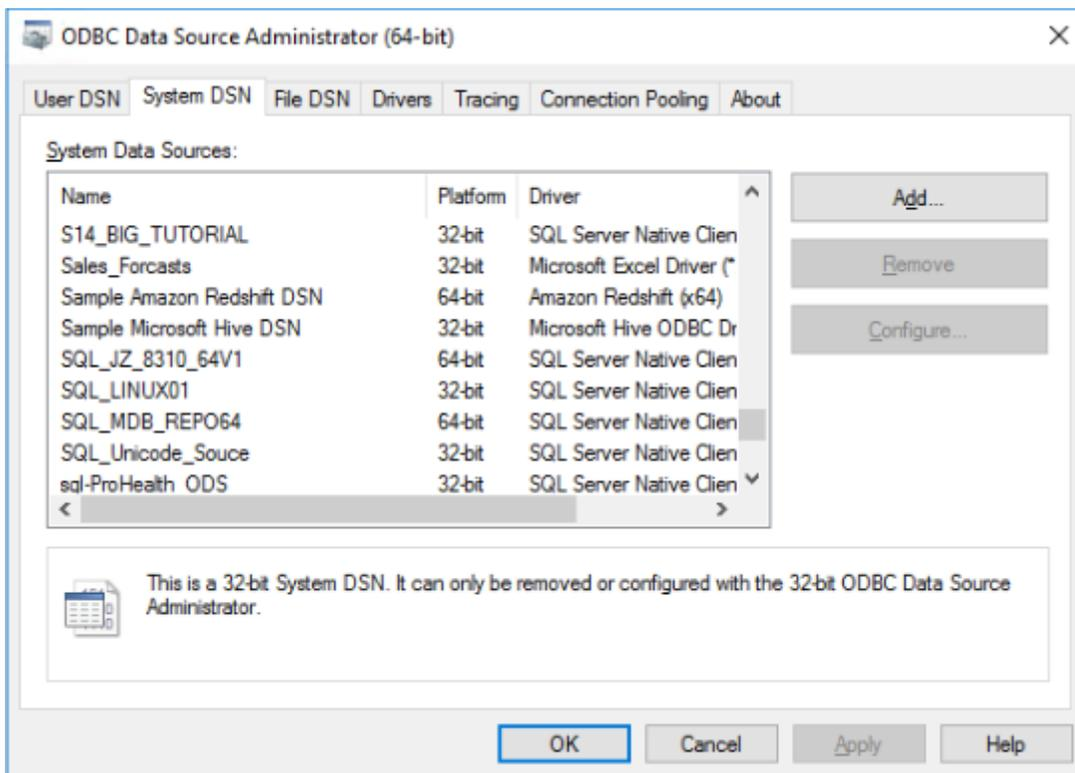 ODBC Data Source Administrator (64-bit)
User DSN System DSN File DSN Drivers Tracing Connection Pooling About
System Data Sources:
Name Platform Driver
S14_BIG_TUTORIAL 32-bit SQL Server Native Clien
Sales_Forcasts 32-bit Microsoft Excel Driver (*
Sample Amazon Redshift DSN 64-bit Amazon Redshift (x64)
Sample Microsoft Hive DSN 32-bit Microsoft Hive ODBC Dr
SQL_JZ_8310_64V1 64-bit SQL Server Native Clien
SQL_LINUX01 32-bit SQL Server Native Clien
SQL_MDB_REPO64 64-bit SQL Server Native Clien
SQL_Unicode_Souce 32-bit SQL Server Native Clien
sql-ProHealth_ODS 32-bit SQL Server Native Clien
Add...
Remove
Configure...
This is a 32-bit System DSN. It can only be removed or configured with the 32-bit ODBC Data Source
Administrator.
OK Cancel Apply Help